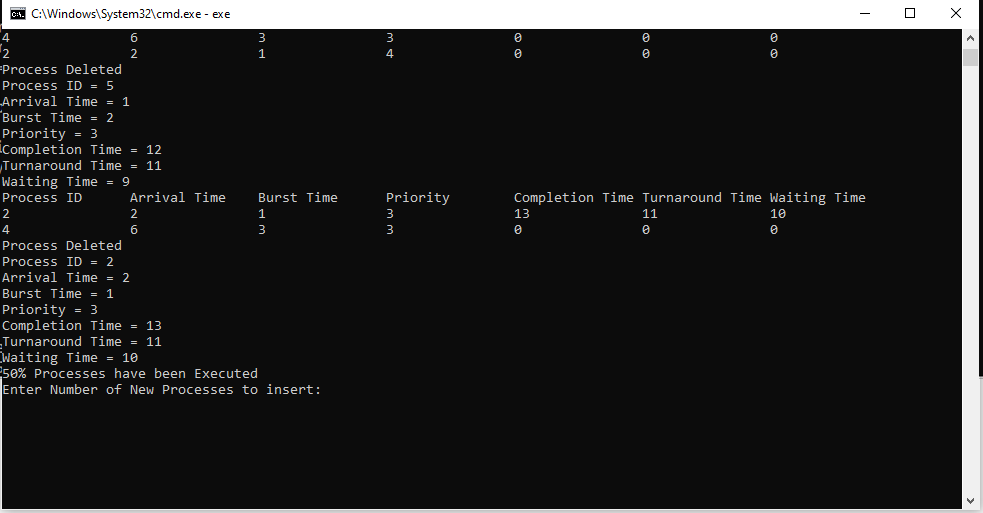 C:\Windows\System32\cmd.exe - exe
4 6 3 3 0 0 0
2 2 1 4 0 0 0
Process Deleted
Process ID = 5
Arrival Time = 1
Burst Time = 2
Priority = 3
Completion Time = 12
Turnaround Time = 11
Waiting Time = 9
Process ID Arrival Time Burst Time Priority Completion Time Turnaround Time Waiting Time
2 2 1 3 13 11 10
4 6 3 3 0 0 0
Process Deleted
Process ID = 2
Arrival Time = 2
Burst Time = 1
Priority = 3
Completion Time = 13
Turnaround Time = 11
Waiting Time = 10
50% Processes have been Executed
Enter Number of New Processes to insert: